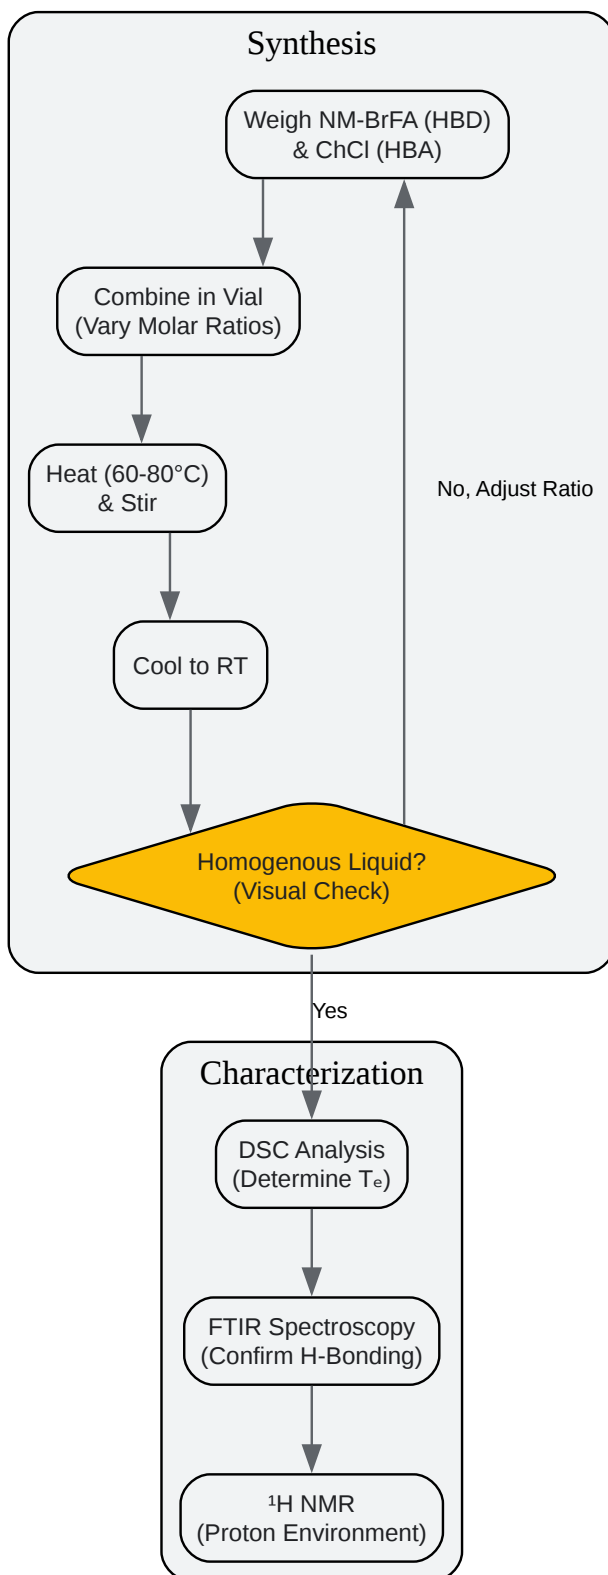 Synthesis
Weigh NM-BrFA (HBD)
& ChCl (HBA)
Combine in Vial
(Vary Molar Ratios)
Heat (60-80°C)
& Stir
No, Adjust Ratio
Cool to RT
Homogenous Liquid?
(Visual Check)
Yes
Characterization
DSC Analysis
(Determine Tₑ)
FTIR Spectroscopy
(Confirm H-Bonding)
¹H NMR
(Proton Environment)